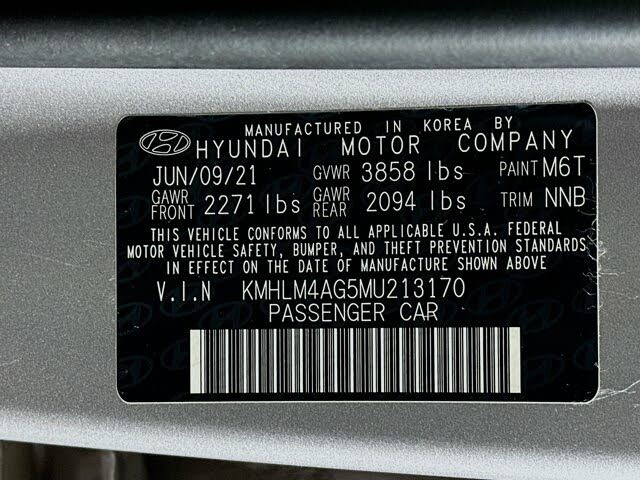 MANUFACTURED IN KOREA BY
HYUNDAI MOTOR COMPANY
JUN/09/21 GVWR 3858 lbs PAINT M6T
GAWR FRONT 2271 lbs GAWR REAR 2094 lbs TRIM NNB
THIS VEHICLE CONFORMS TO ALL APPLICABLE U.S.A. FEDERAL
MOTOR VEHICLE SAFETY, BUMPER, AND THEFT PREVENTION STANDARDS
IN EFFECT ON THE DATE OF MANUFACTURE SHOWN ABOVE
V.I.N KMHLM4AG5MU213170
PASSENGER CAR